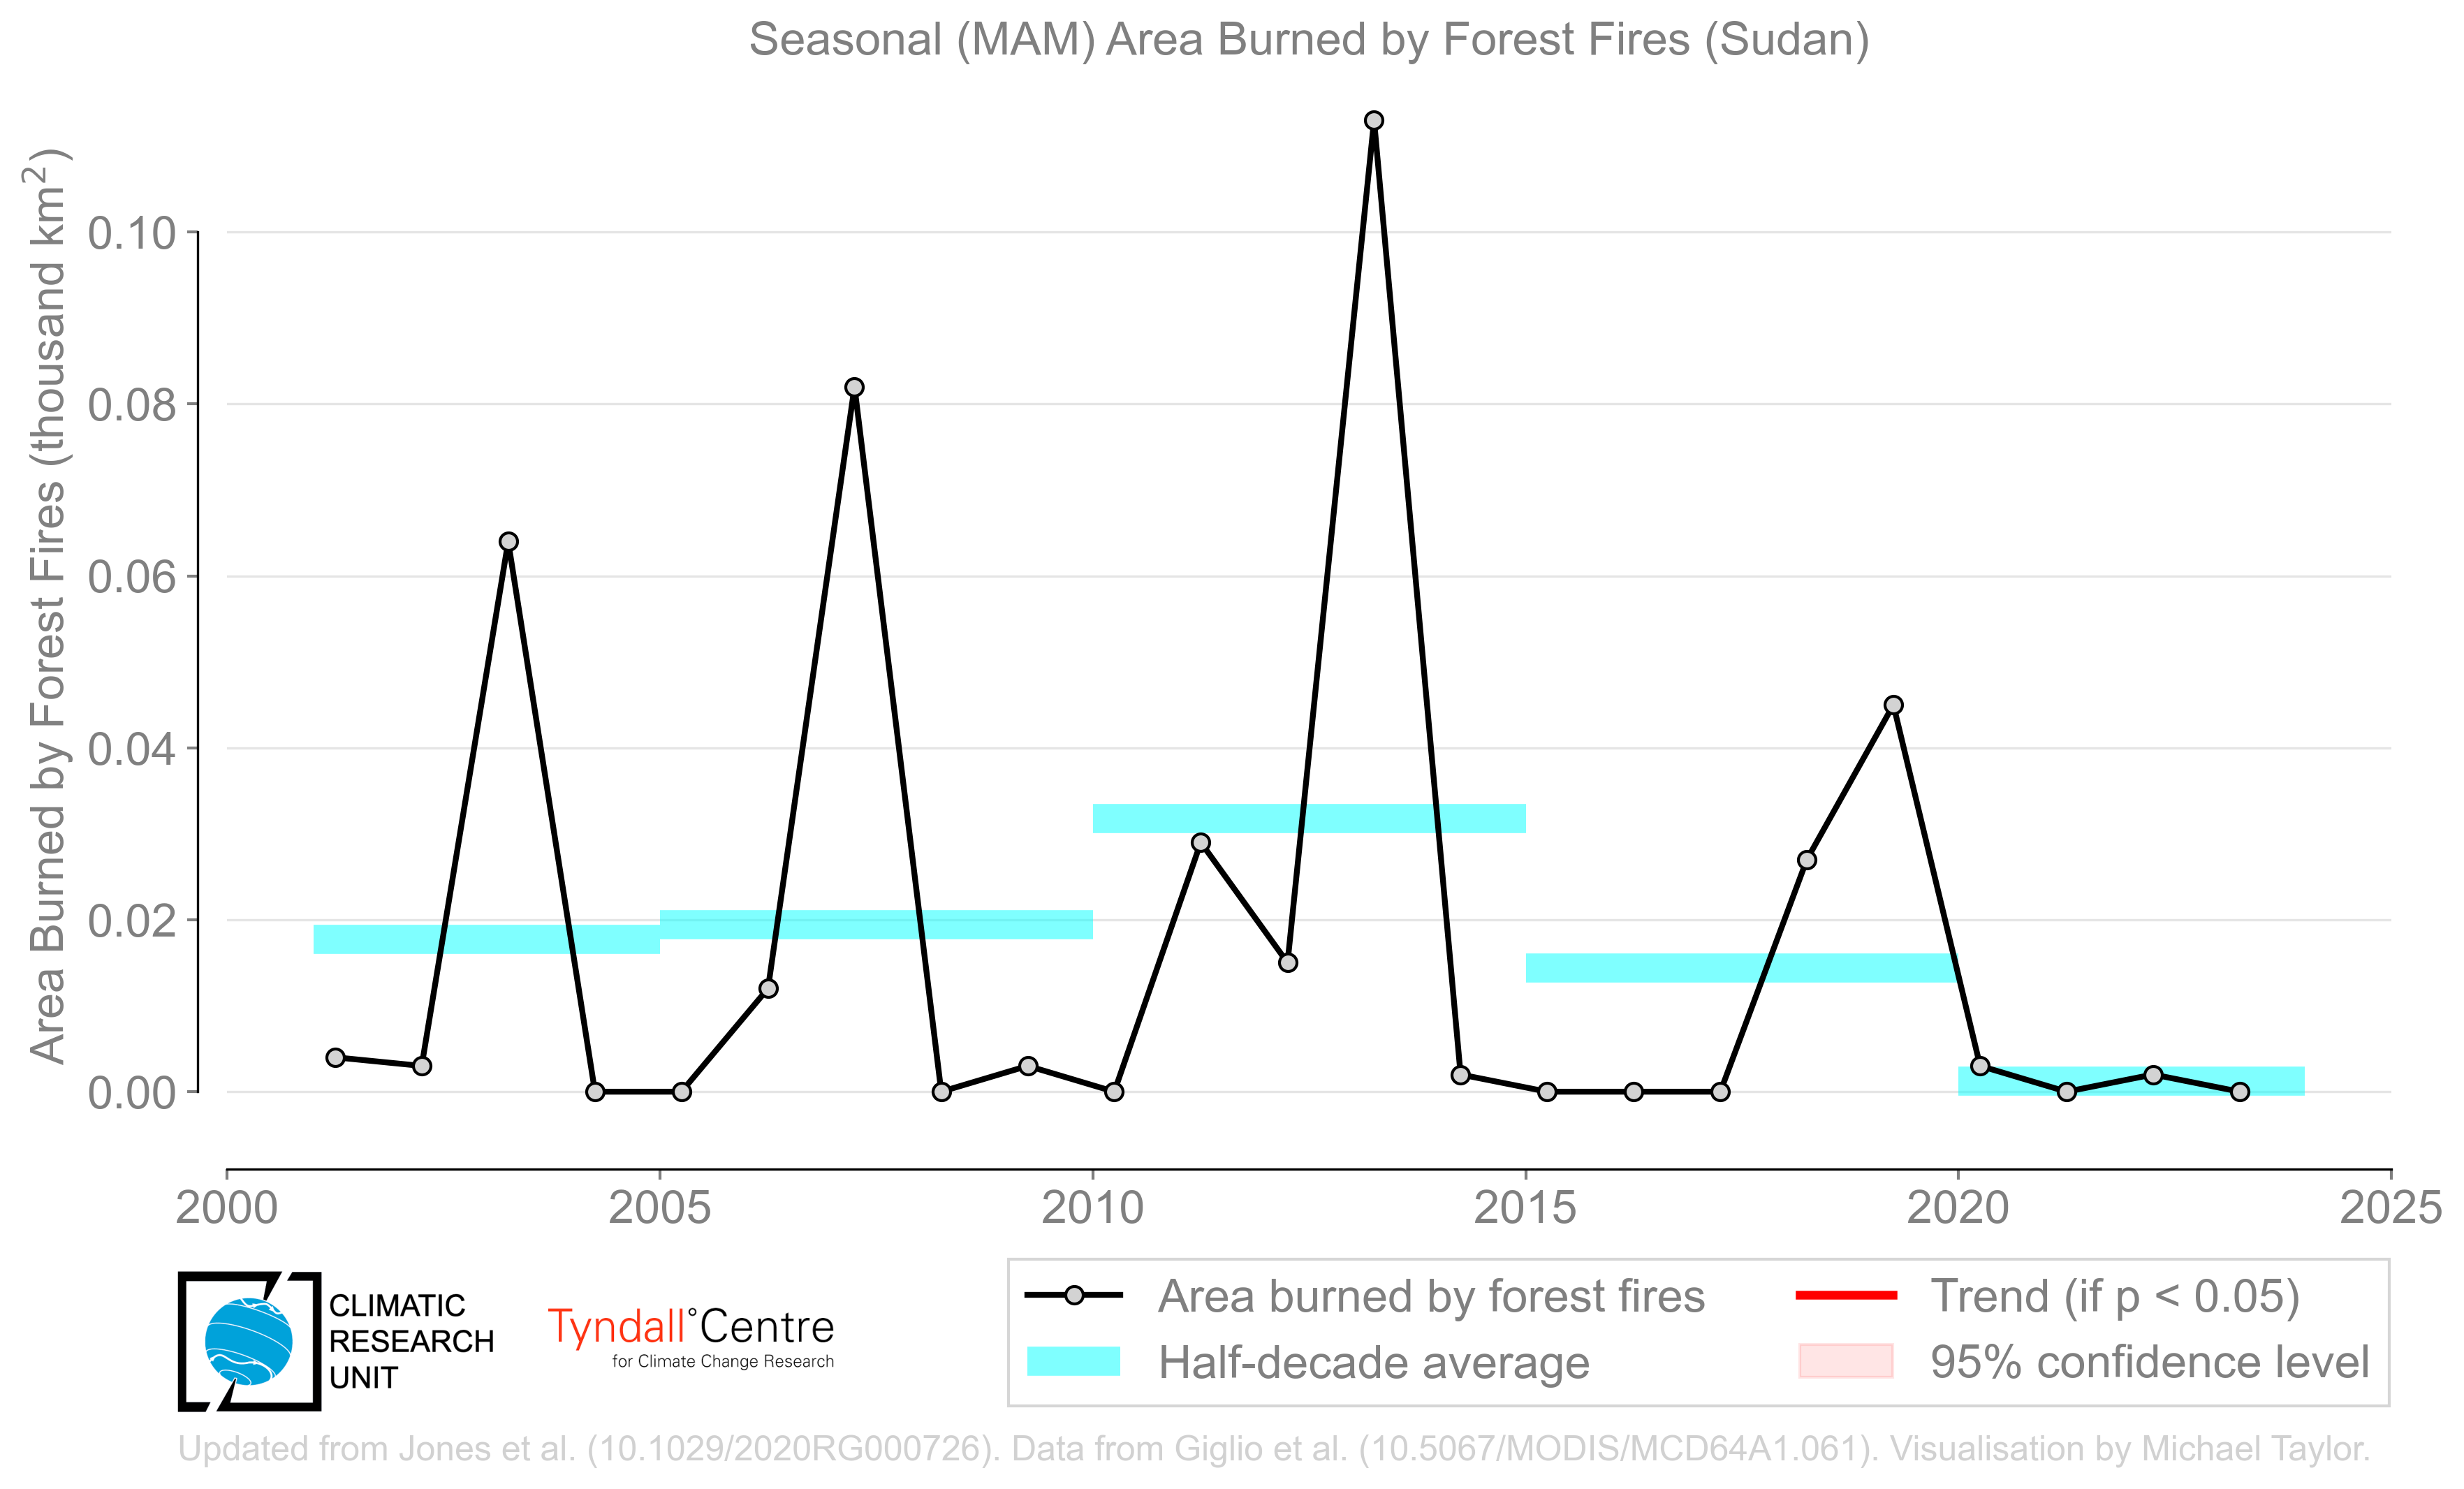 Seasonal (MAM) Area Burned by Forest Fires (Sudan)
Area Burned by Forest Fires (thousand km²)
0.10
0.08
0.06
0.04
0.02
0.00
2000
2005
2010
2015
2020
2025
CLIMATIC
RESEARCH
UNIT
Tyndall°Centre
for Climate Change Research
Area burned by forest fires
Half-decade average
Trend (if p < 0.05)
95% confidence level
Updated from Jones et al. (10.1029/2020RG000726). Data from Giglio et al. (10.5067/MODIS/MCD64A1.061). Visualisation by Michael Taylor.